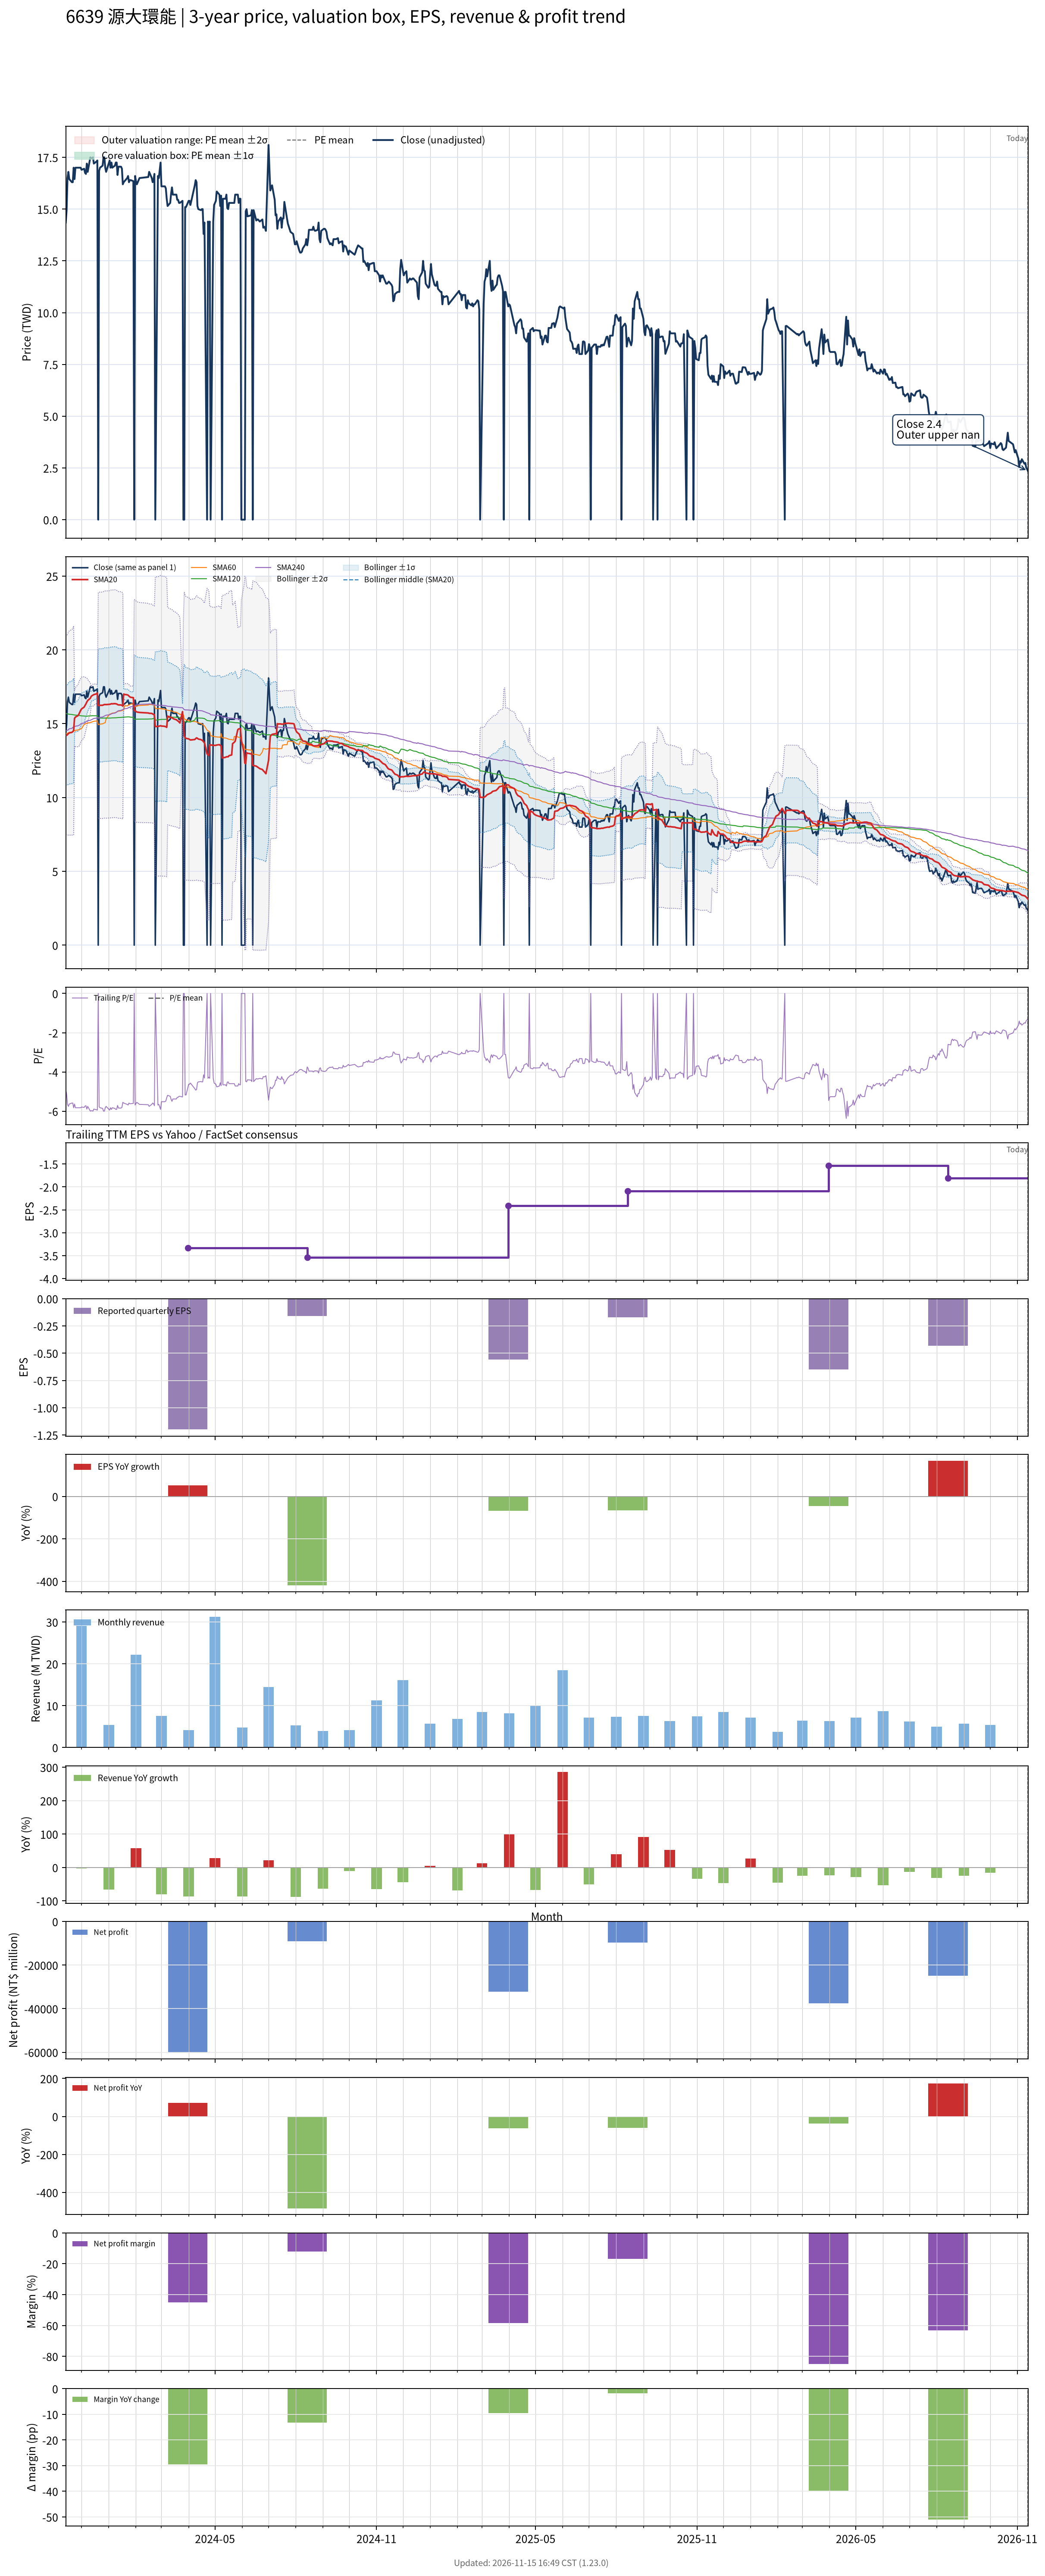 6639 源大環能 | 3-year price, valuation box, EPS, revenue & profit trend
Outer valuation range: PE mean ±2σ
PE mean
Close (unadjusted)
Core valuation box: PE mean ±1σ
Today
17.5
15.0
12.5
10.0
7.5
5.0
2.5
0.0
Price (TWD)
Close 2.4
Outer upper nan
Close (same as panel 1)
SMA20
SMA60
SMA120
SMA240
Bollinger ±2σ
Bollinger ±1σ
Bollinger middle (SMA20)
25
20
15
10
5
0
Price
Trailing P/E
P/E mean
0
-2
-4
-6
P/E
Trailing TTM EPS vs Yahoo / FactSet consensus
Today
-1.5
-2.0
-2.5
-3.0
-3.5
-4.0
EPS
Reported quarterly EPS
0.00
-0.25
-0.50
-0.75
-1.00
-1.25
EPS
EPS YoY growth
0
-200
-400
YoY (%)
Monthly revenue
30
20
10
0
Revenue (M TWD)
Revenue YoY growth
300
200
100
0
-100
YoY (%)
Month
Net profit
0
-20000
-40000
-60000
Net profit (NT$ million)
Net profit YoY
200
0
-200
-400
YoY (%)
Net profit margin
0
-20
-40
-60
-80
Margin (%)
Margin YoY change
0
-10
-20
-30
-40
-50
Δ margin (pp)
2024-05
2024-11
2025-05
2025-11
2026-05
2026-11
Updated: 2026-11-15 16:49 CST (1.23.0)